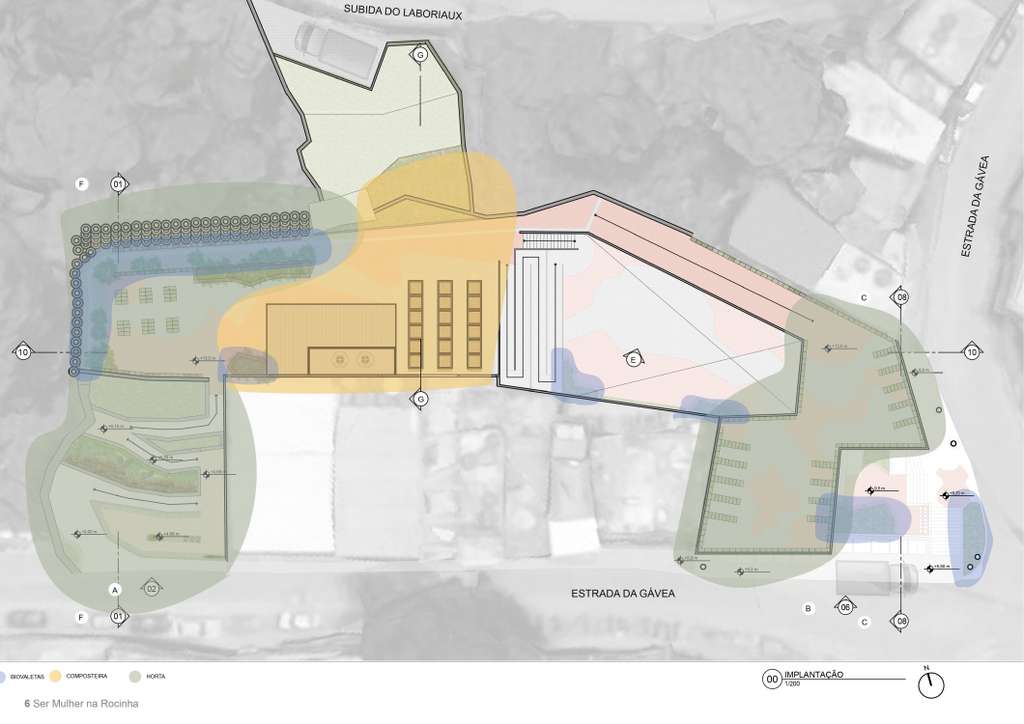 SUBIDA DO LABORIAUX
G
F
01
ESTRADA DA GÁVEA
C
08
10
E
10
G
A
02
ESTRADA DA GÁVEA
F
01
B
06
C
08
BIOVALETAS
COMPOSTEIRA
HORTA
00
IMPLANTAÇÃO
1/200
N
6 Ser Mulher na Rocinha